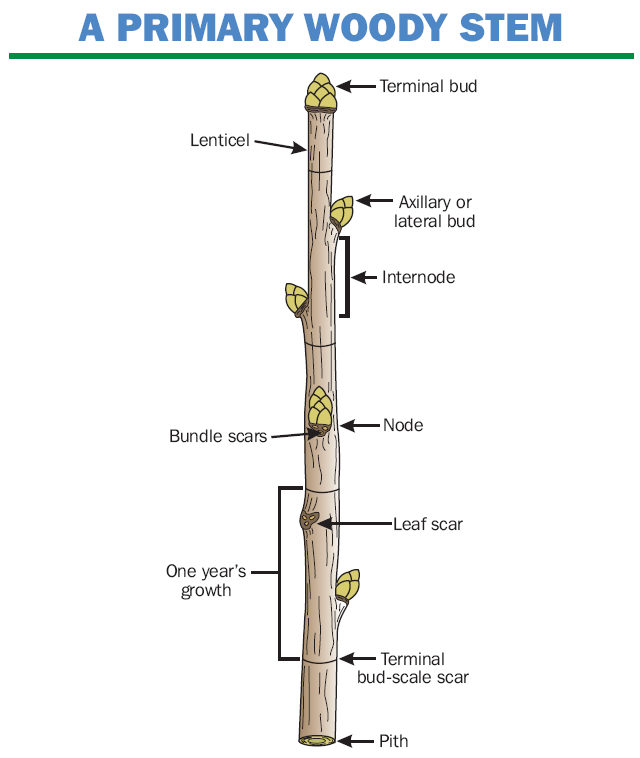 A PRIMARY WOODY STEM
Terminal bud
Lenticel
Axillary or
lateral bud
Internode
Node
Bundle scars
Leaf scar
One year’s
growth
Terminal
bud-scale scar
Pith